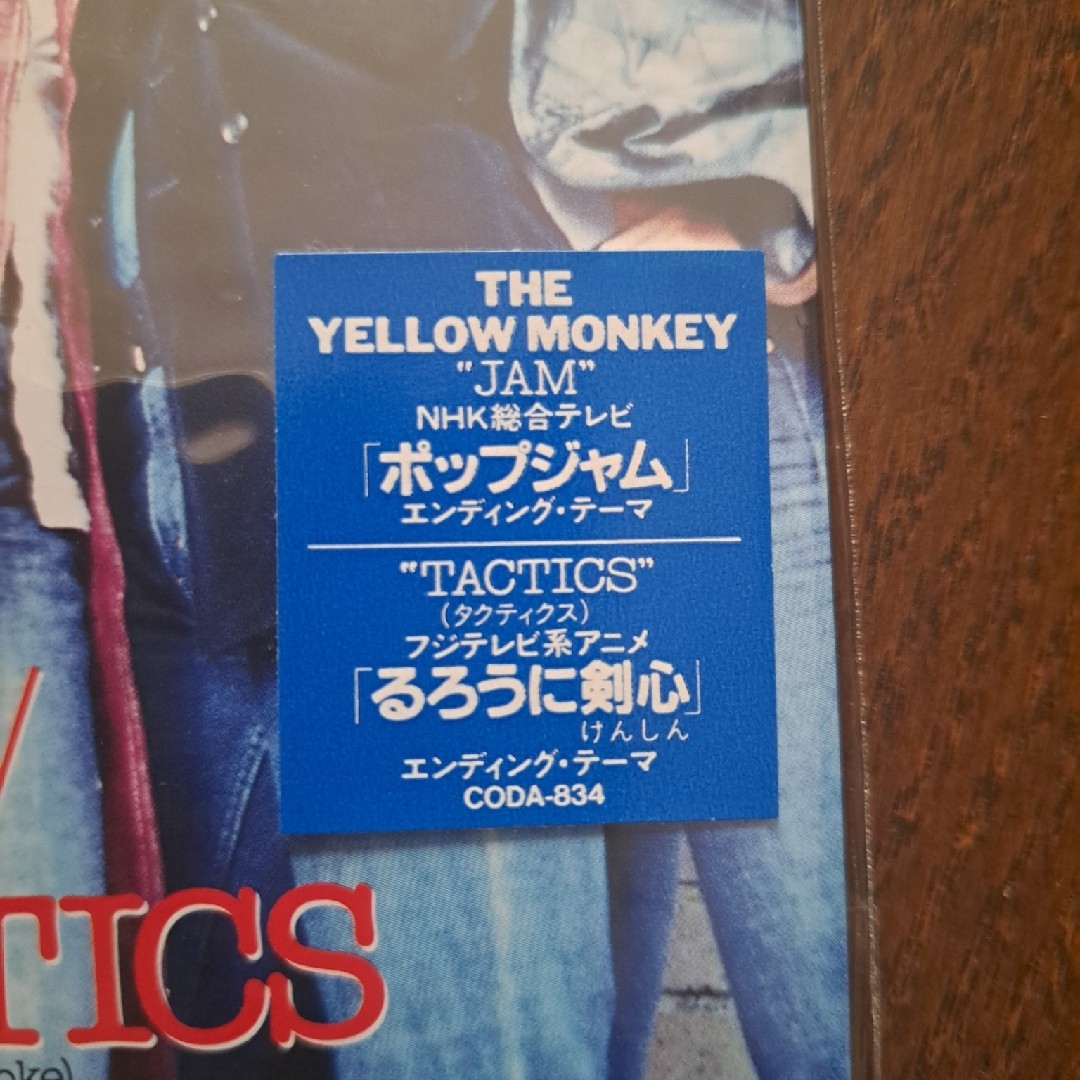 THE
YELLOW MONKEY
"JAM"
NHK総合テレビ
「ポップジャム」
エンディング・テーマ
"TACTICS"
(タクティクス)
フジテレビ系アニメ
「るろうに剣心」
けんしん
エンディング・テーマ
CODA-834
TICS
oke)